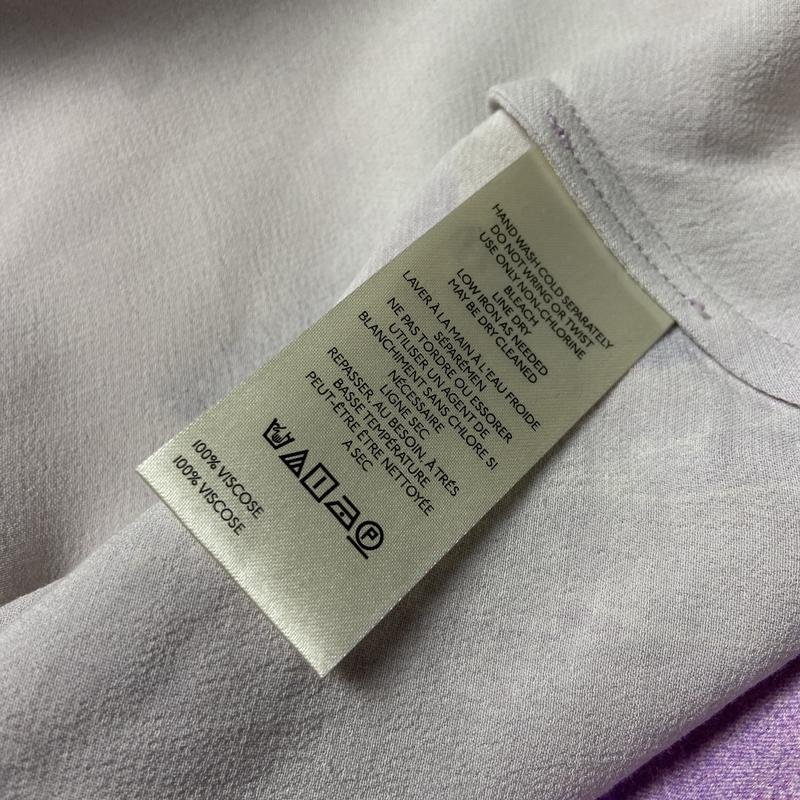 HAND WASH COLD SEPARATELY
DO NOT WRING OR TWIST
USE ONLY NON-CHLORINE
BLEACH
LINE DRY
LOW IRON AS NEEDED
MAY BE DRY CLEANED
LAVER À LA MAIN À L'EAU FROIDE
SÉPARÉMEN
NE PAS TORDRE OU ESSORER
UTILISER UN AGENT DE
BLANCHIMENT SANS CHLORE SI
NÉCESSAIRE
LIGNE SEC
REPASSER, AU BESOIN, À TRÉS
BASSE TEMPÉRATURE
PEUT-ÊTRE ÊTRE NETTOYÉE
A SEC
P
100% VISCOSE
100% VISCOSE